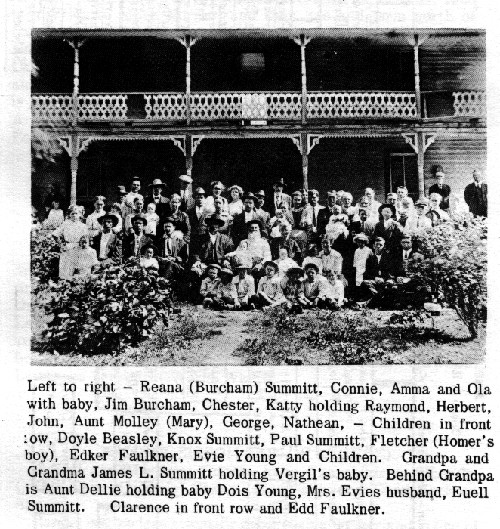 Left to right - Reana (Burcham) Summitt, Connie, Amma and Ola
with baby, Jim Burcham, Chester, Katty holding Raymond, Herbert,
John, Aunt Molley (Mary), George, Nathean, - Children in front
row, Doyle Beasley, Knox Summitt, Paul Summitt, Fletcher (Homer's
boy), Edker Faulkner, Evie Young and Children. Grandpa and
Grandma James L. Summitt holding Vergil's baby. Behind Grandpa
is Aunt Dellie holding baby Dois Young, Mrs. Evies husband, Euell
Summitt. Clarence in front row and Edd Faulkner.